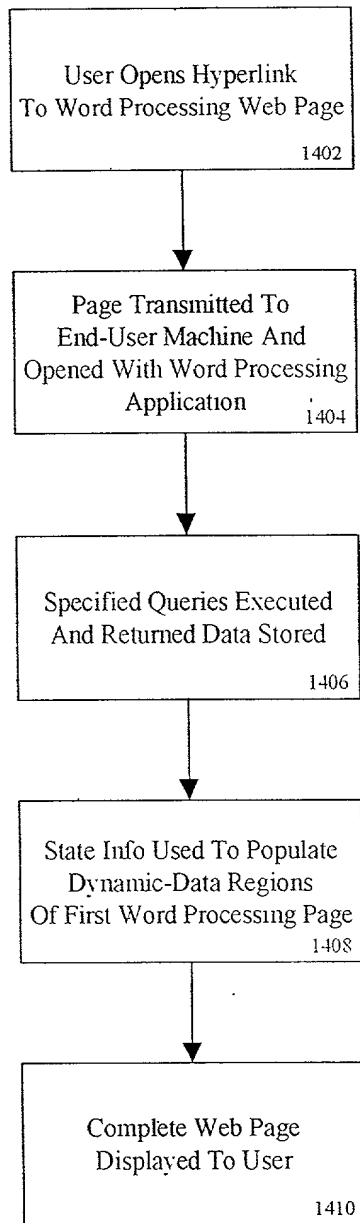 User Opens Hyperlink
To Word Processing Web Page
1402
Page Transmitted To
End-User Machine And
Opened With Word Processing
Application
1404
Specified Queries Executed
And Returned Data Stored
1406
State Info Used To Populate
Dynamic-Data Regions
Of First Word Processing Page
1408
Complete Web Page
Displayed To User
1410